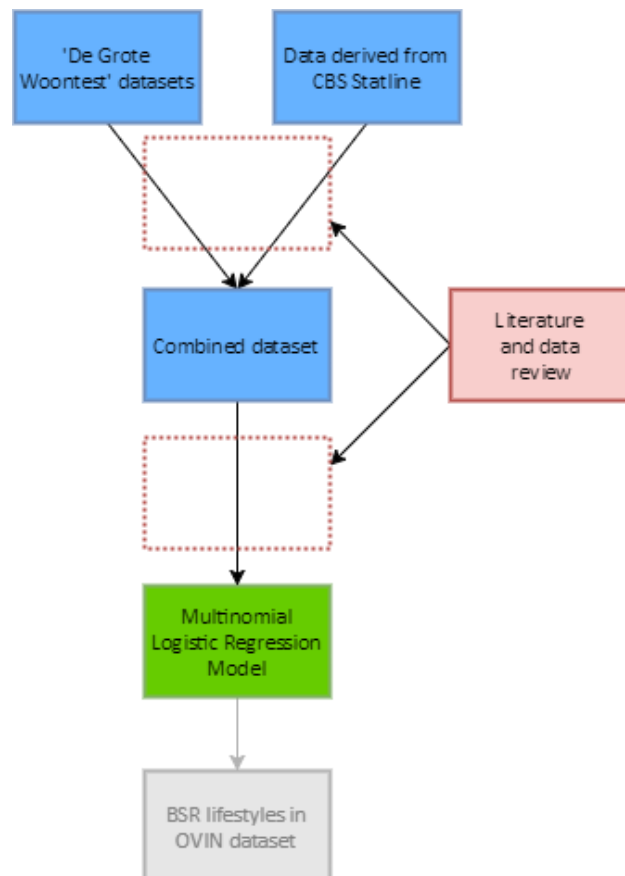 'De Grote
Woontest' datasets
Data derived from
CBS Statline
Combined dataset
Literature
and data
review
Multinomial
Logistic Regression
Model
BSR lifestyles in
OVIN dataset